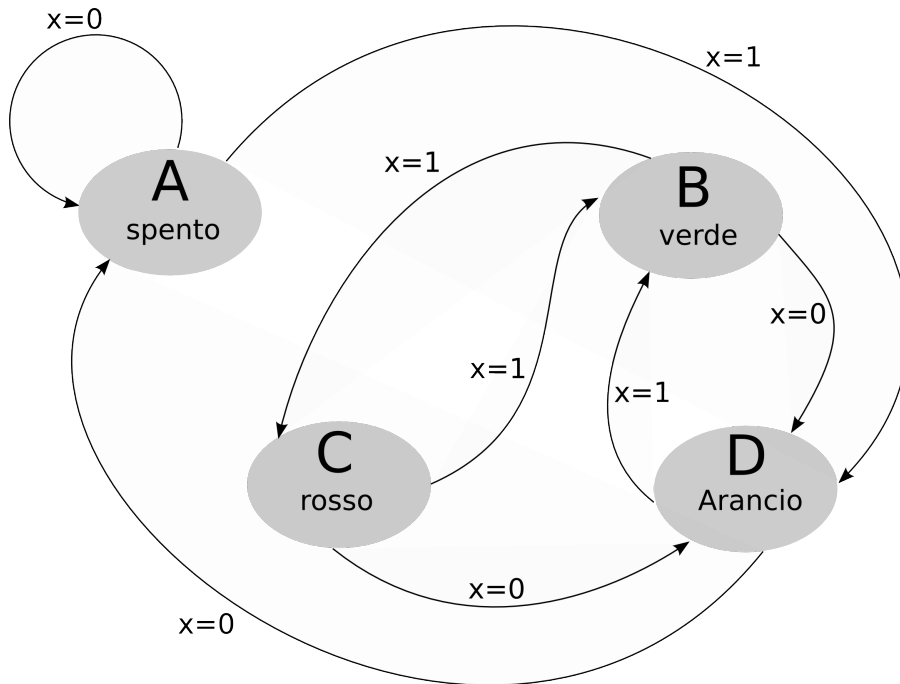 x=0
x=1
x=1
A
spento
B
verde
x=0
x=1
x=1
C
rosso
D
Arancio
x=0
x=0